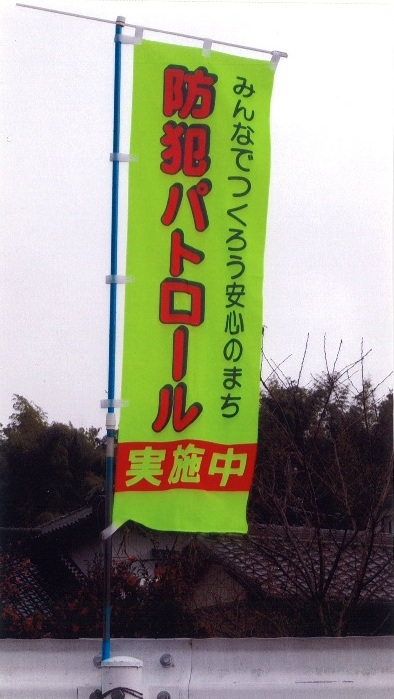 みんなでつくろう安心のまち
防犯パトロール
実施中